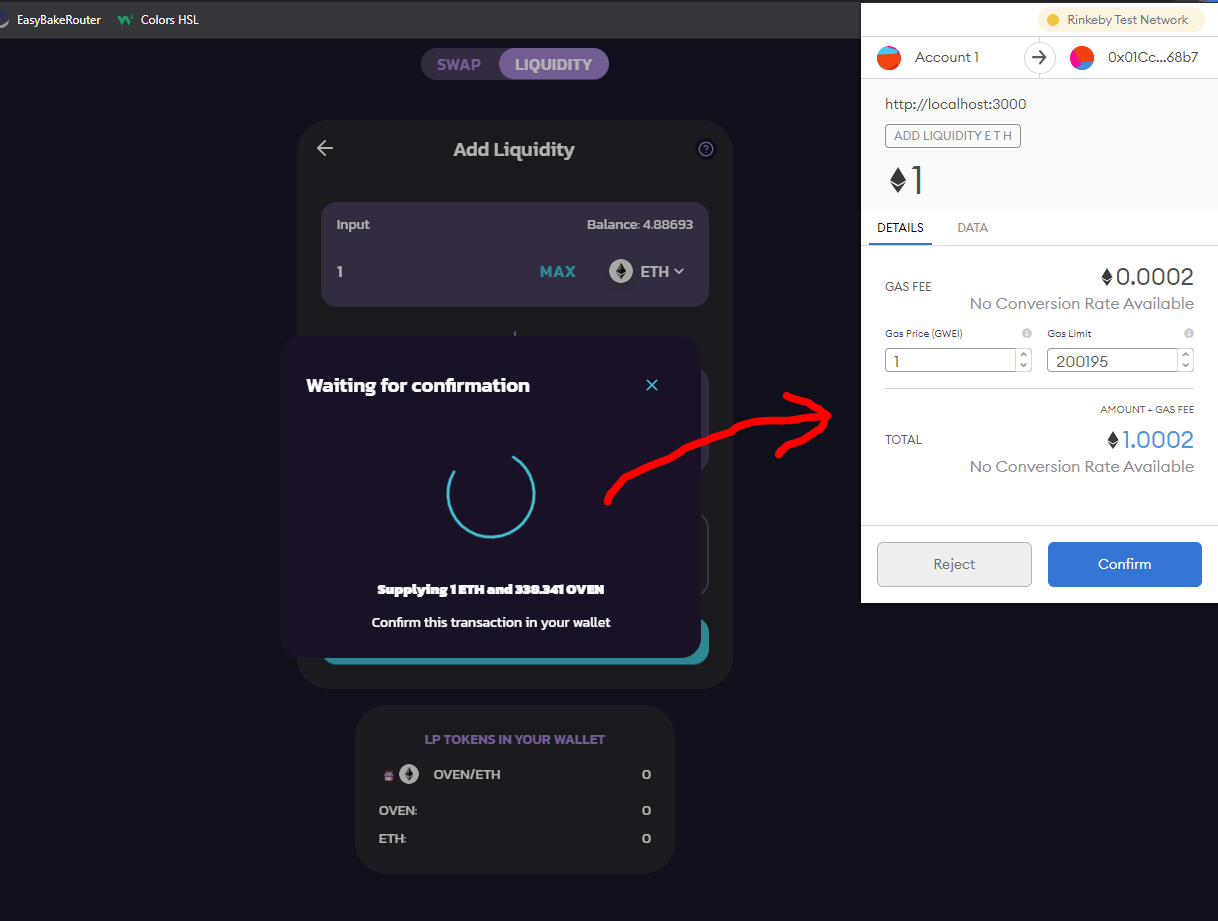 EasyBakeRouter Colors HSL
SWAP LIQUIDITY
Add Liquidity
Input Balance: 4.88693
1 MAX ETH
Waiting for confirmation
Supplying 1 ETH and 338.341 OVEN
Confirm this transaction in your wallet
LP TOKENS IN YOUR WALLET
OVEN/ETH 0
OVEN: 0
ETH: 0
Rinkeby Test Network
Account 1 0x01Cc...68b7
http://localhost:3000
ADD LIQUIDITY E T H
1
DETAILS DATA
GAS FEE 0.0002
No Conversion Rate Available
Gas Price (GWEI) Gas Limit
1 200195
AMOUNT + GAS FEE
TOTAL 1.0002
No Conversion Rate Available
Reject Confirm